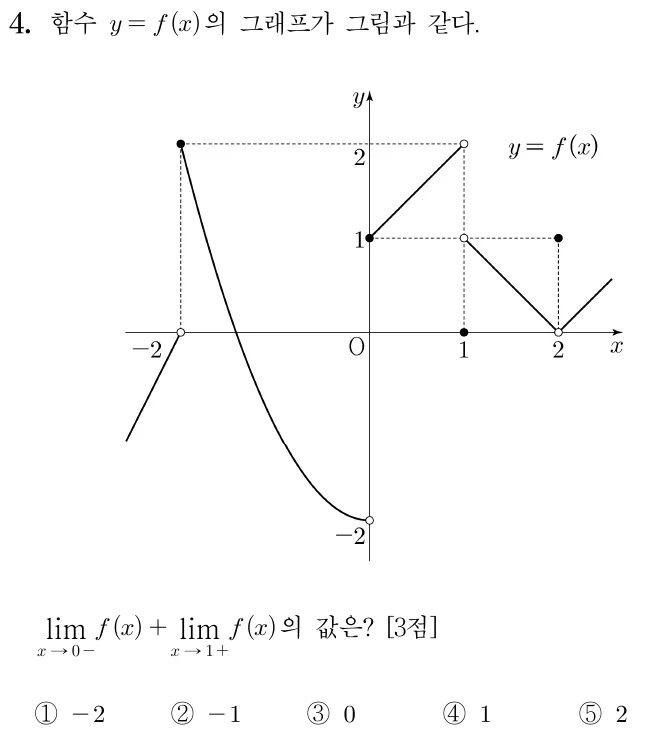 4. 함수 y=f(x)의 그래프가 그림과 같다.
y
2
y=f(x)
1
-2
O
1
2
x
-2
lim f(x)+ lim f(x)의 값은? [3점]
x→0- x→1+
① -2 ② -1 ③ 0 ④ 1 ⑤ 2